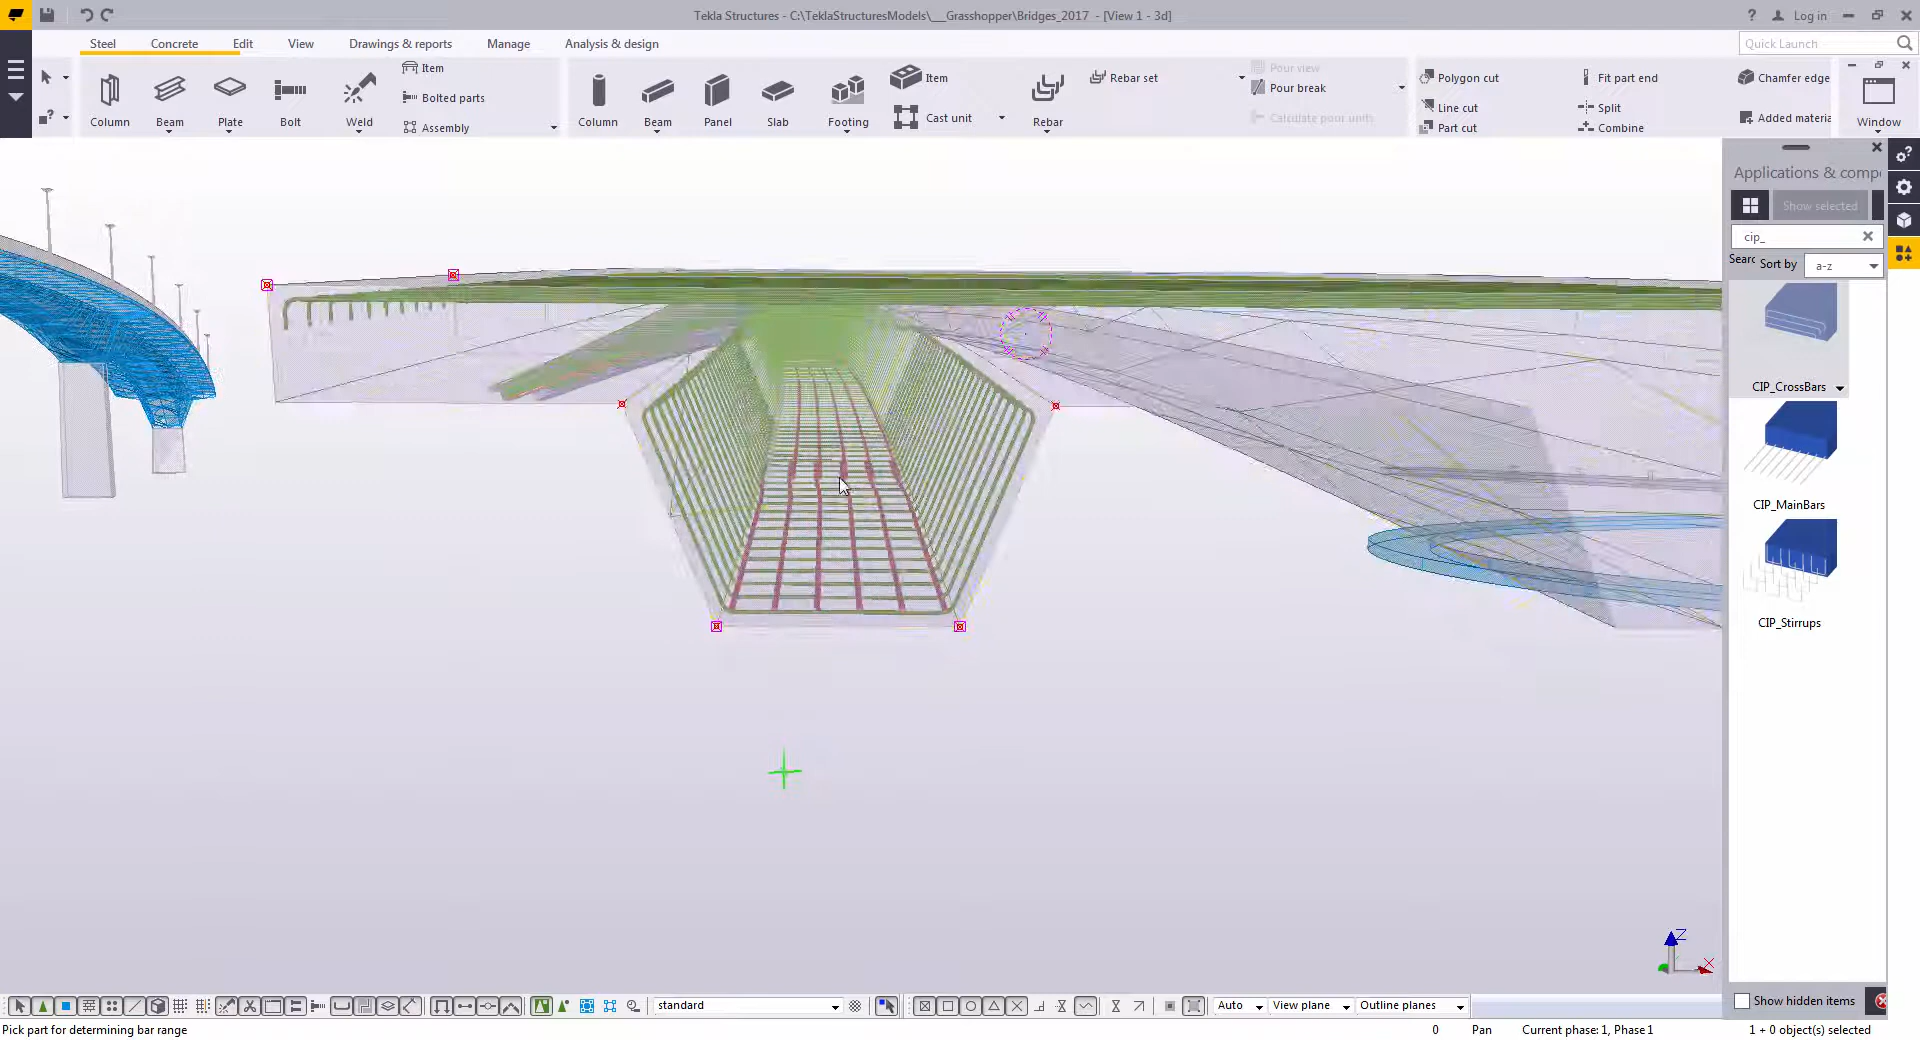 Tekla Structures - C:\TeklaStructuresModels\___Grasshopper\Bridges_2017 - [View 1 - 3d]
? Log in
Steel Concrete Edit View Drawings & reports Manage Analysis & design
Quick Launch
Column
Beam
Plate
Bolt
Weld
Item
Bolted parts
Assembly
Column
Beam
Panel
Slab
Footing
Item
Cast unit
Rebar
Rebar set
Pour view
Pour break
Calculate pour units
Polygon cut
Line cut
Part cut
Fit part end
Split
Combine
Chamfer edge
Added materia
Window
Applications & compo
Show selected
cip_
Searc Sort by a-z
CIP_CrossBars
CIP_MainBars
CIP_Stirrups
Z
X
standard
Auto View plane Outline planes
Show hidden items
Pick part for determining bar range
0 Pan Current phase: 1, Phase 1 1 + 0 object(s) selected